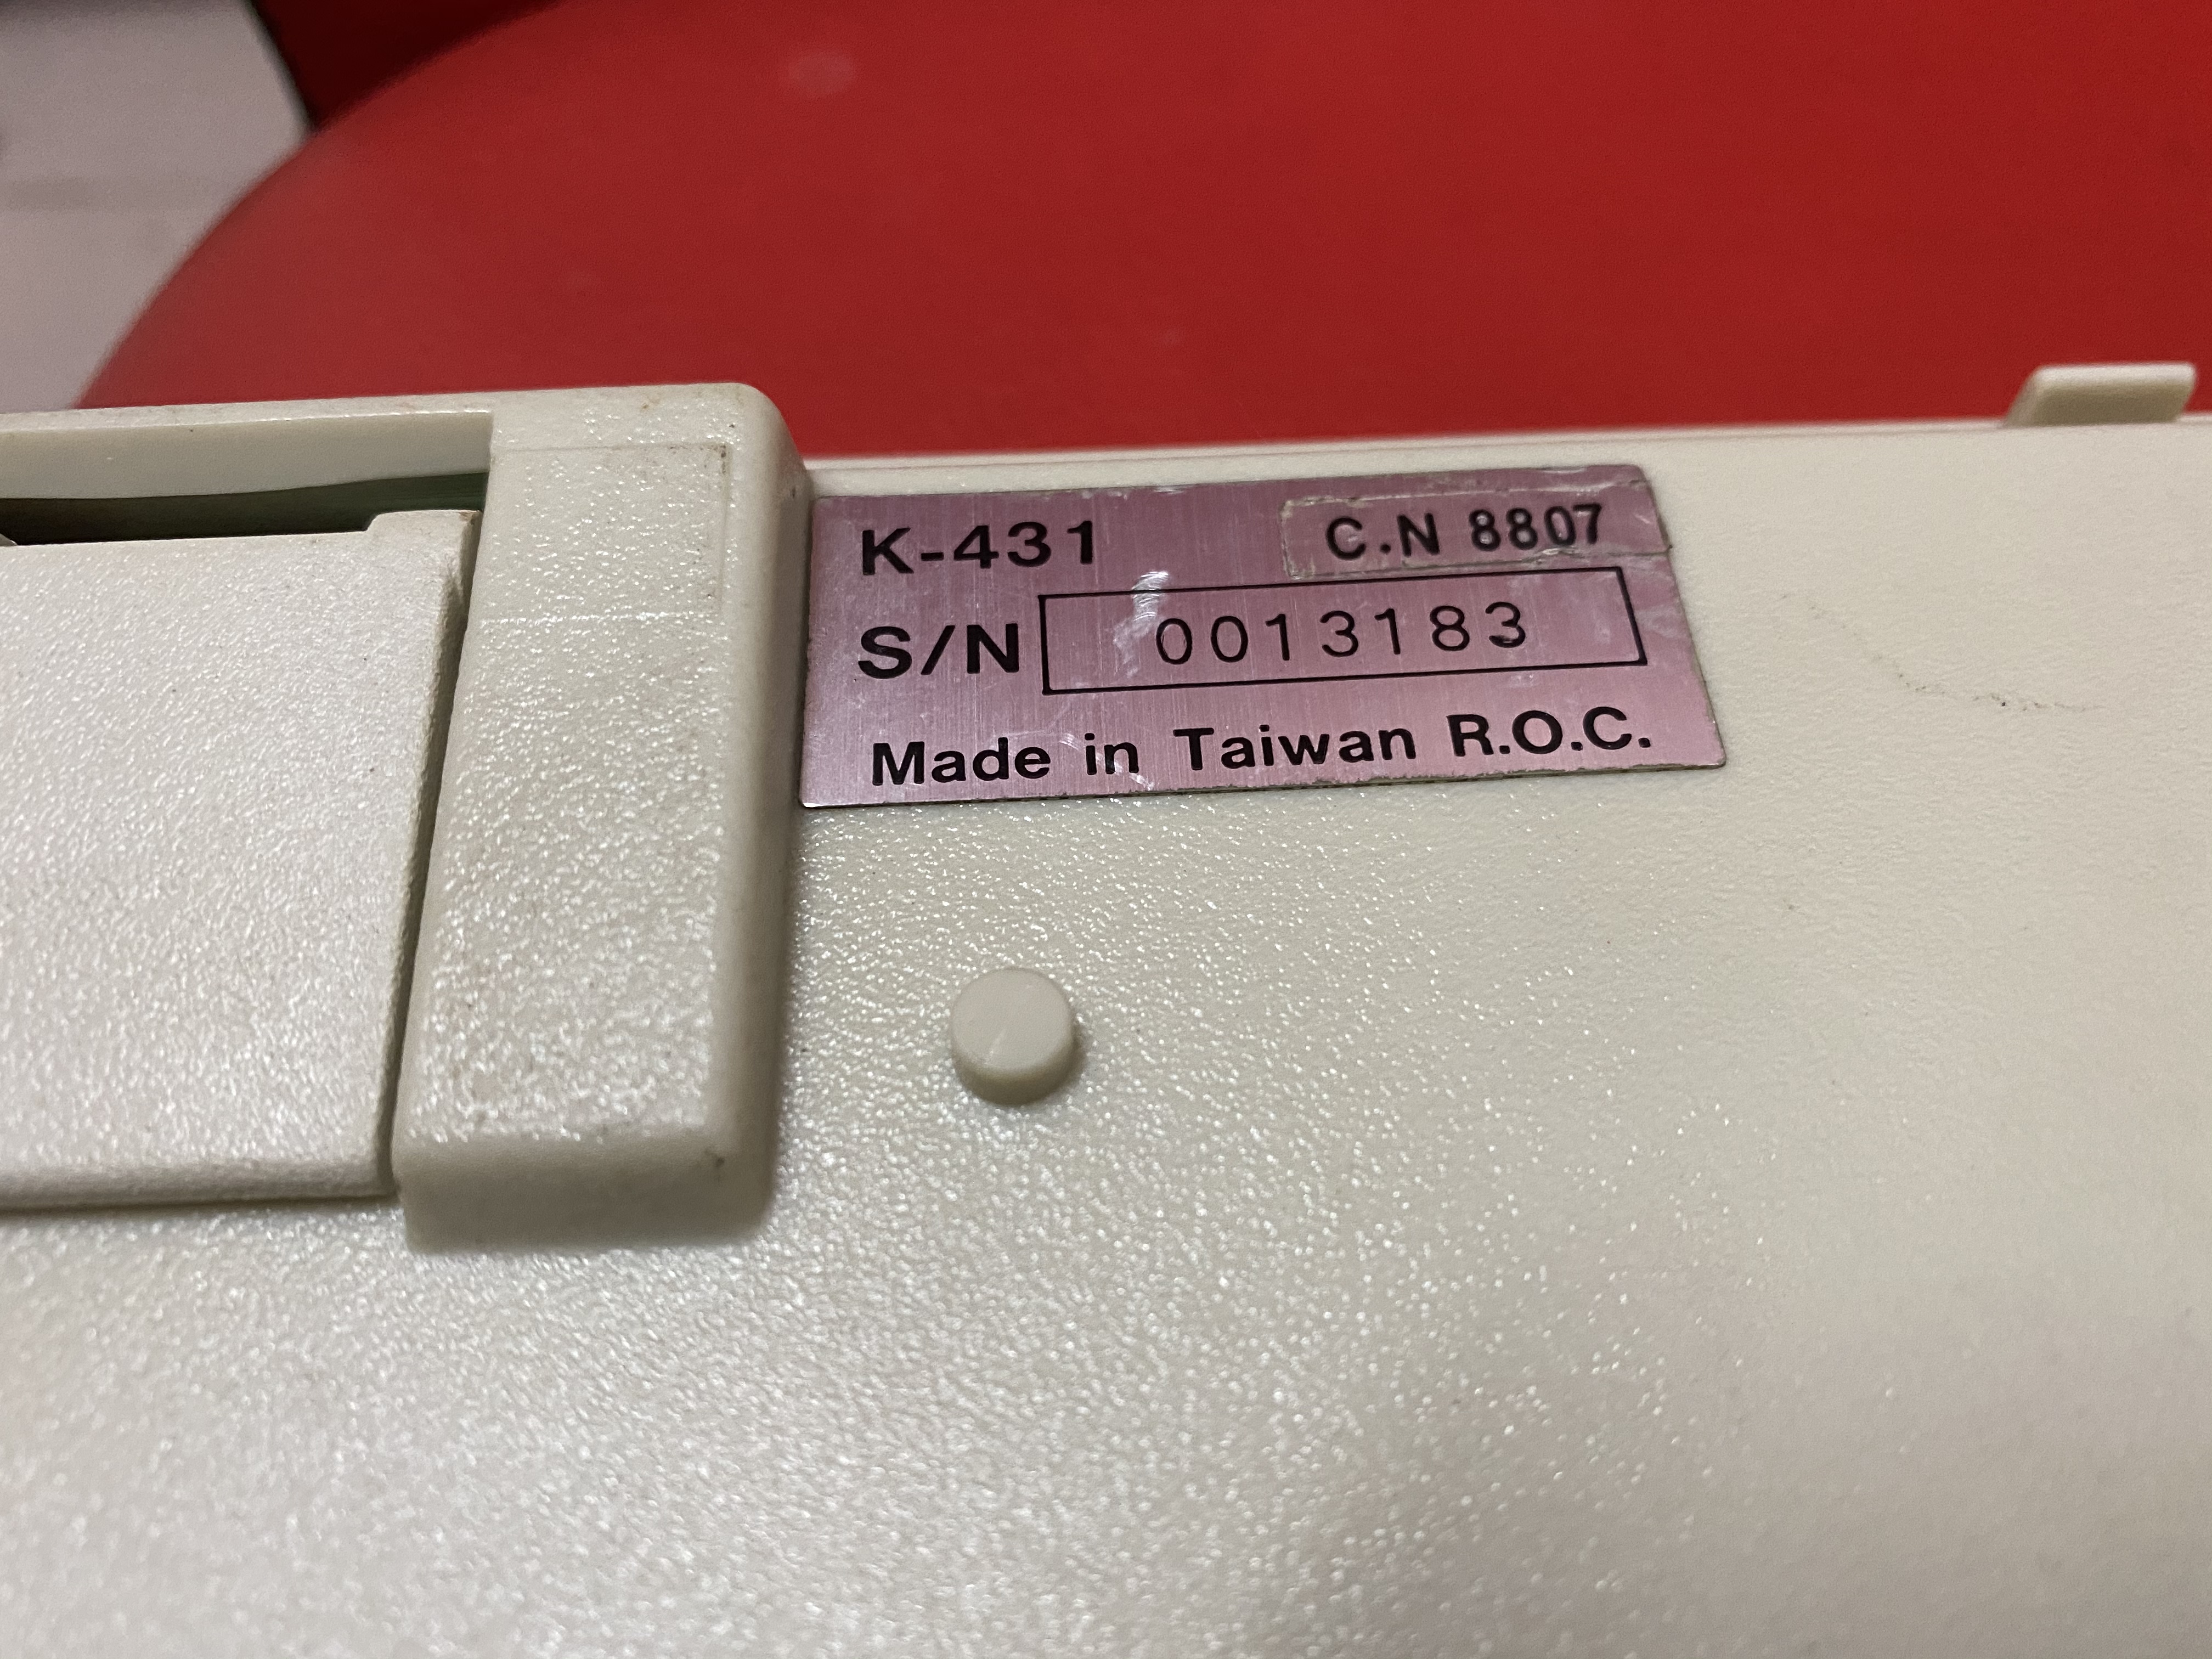 K-431 C.N 8807
S/N 0013183
Made in Taiwan R.O.C.